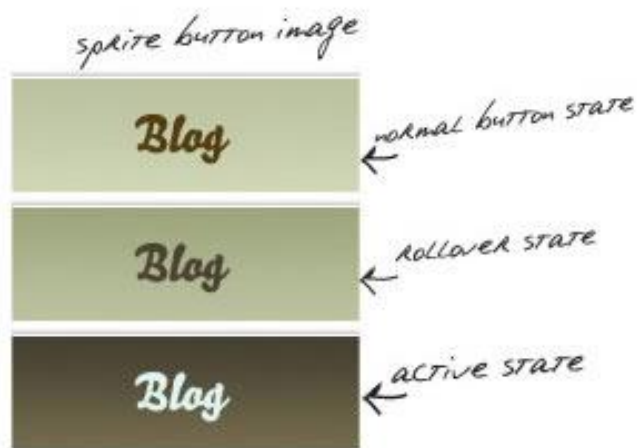 sprite button image
Blog
normal button state
Blog
rollover state
Blog
active state